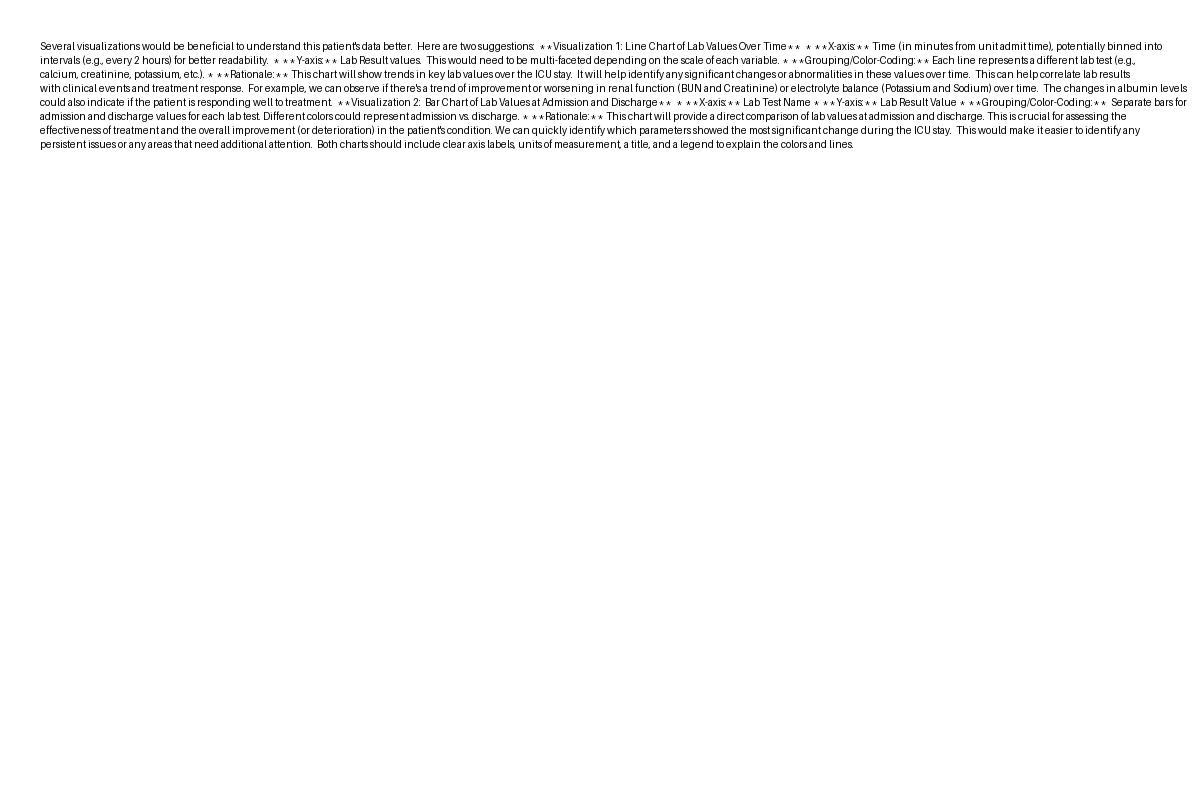 Several visualizations would be beneficial to understand this patient's data better.  Here are two suggestions:  **Visualization 1: Line Chart of Lab Values Over Time**  * **X-axis:** Time (in minutes from unit admit time), potentially binned into
intervals (e.g., every 2 hours) for better readability.  * **Y-axis:** Lab Result values.  This would need to be multi-faceted depending on the scale of each variable. * **Grouping/Color-Coding:** Each line represents a different lab test (e.g.,
calcium, creatinine, potassium, etc.). * **Rationale:** This chart will show trends in key lab values over the ICU stay.  It will help identify any significant changes or abnormalities in these values over time.  This can help correlate lab results
with clinical events and treatment response.  For example, we can observe if there's a trend of improvement or worsening in renal function (BUN and Creatinine) or electrolyte balance (Potassium and Sodium) over time.  The changes in albumin levels
could also indicate if the patient is responding well to treatment.  **Visualization 2:  Bar Chart of Lab Values at Admission and Discharge**  * **X-axis:** Lab Test Name * **Y-axis:** Lab Result Value * **Grouping/Color-Coding:**  Separate bars for
admission and discharge values for each lab test. Different colors could represent admission vs. discharge. * **Rationale:** This chart will provide a direct comparison of lab values at admission and discharge. This is crucial for assessing the
effectiveness of treatment and the overall improvement (or deterioration) in the patient's condition. We can quickly identify which parameters showed the most significant change during the ICU stay.  This would make it easier to identify any
persistent issues or any areas that need additional attention.  Both charts should include clear axis labels, units of measurement, a title, and a legend to explain the colors and lines.